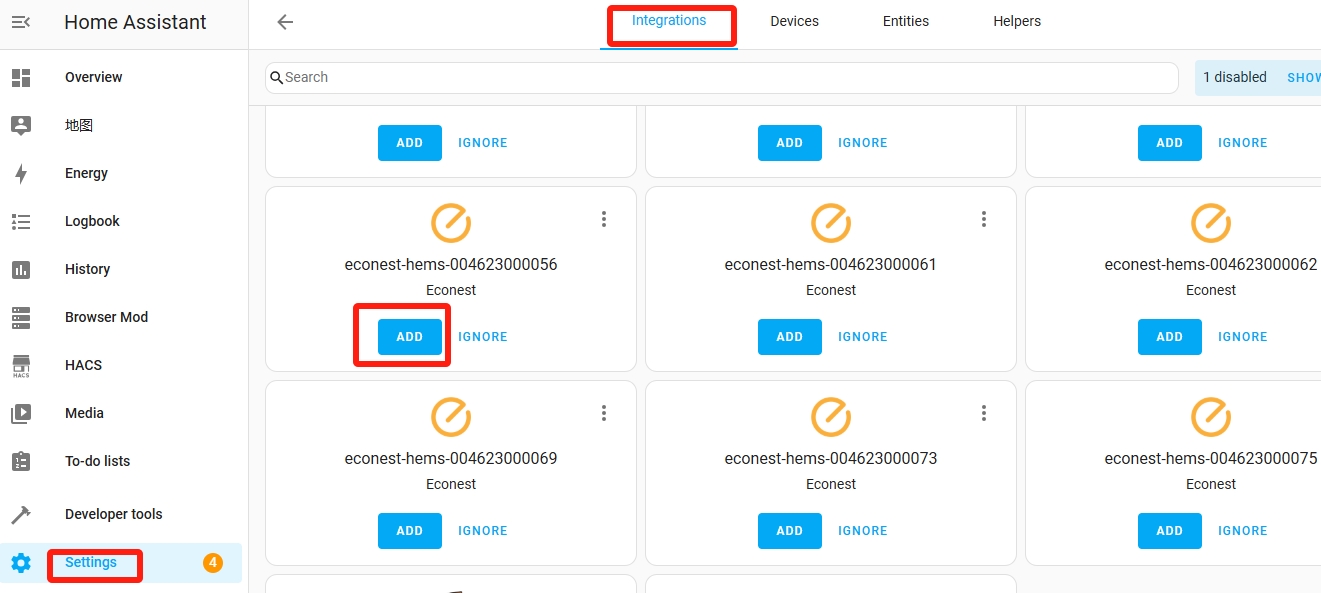 Home Assistant
Integrations
Devices
Entities
Helpers
Overview
Search
1 disabled
SHOW
地图
ADD
IGNORE
ADD
IGNORE
ADD
IGNORE
Energy
Logbook
History
Browser Mod
HACS
HACS
Media
To-do lists
Developer tools
Settings
4
econest-hems-004623000056
Econest
ADD
IGNORE
econest-hems-004623000061
Econest
ADD
IGNORE
econest-hems-004623000062
Econest
ADD
IGNORE
econest-hems-004623000069
Econest
ADD
IGNORE
econest-hems-004623000073
Econest
ADD
IGNORE
econest-hems-004623000075
Econest
ADD
IGNORE